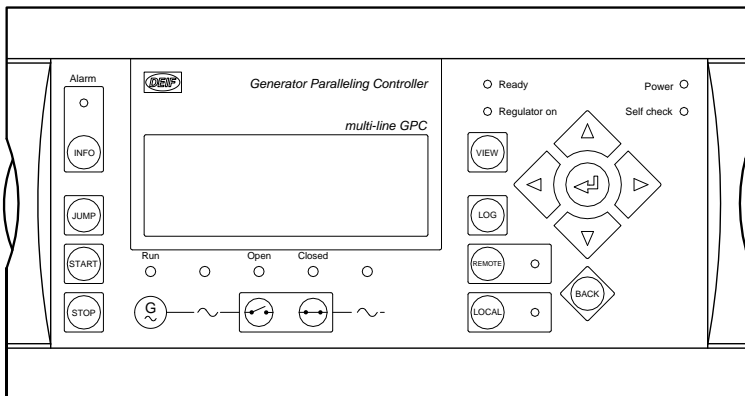 Alarm
INFO
JUMP
START
STOP
DEIF
Generator Paralleling Controller
multi-line GPC
Run
Open
Closed
G
Ready
Power
Regulator on
Self check
VIEW
LOG
REMOTE
LOCAL
BACK